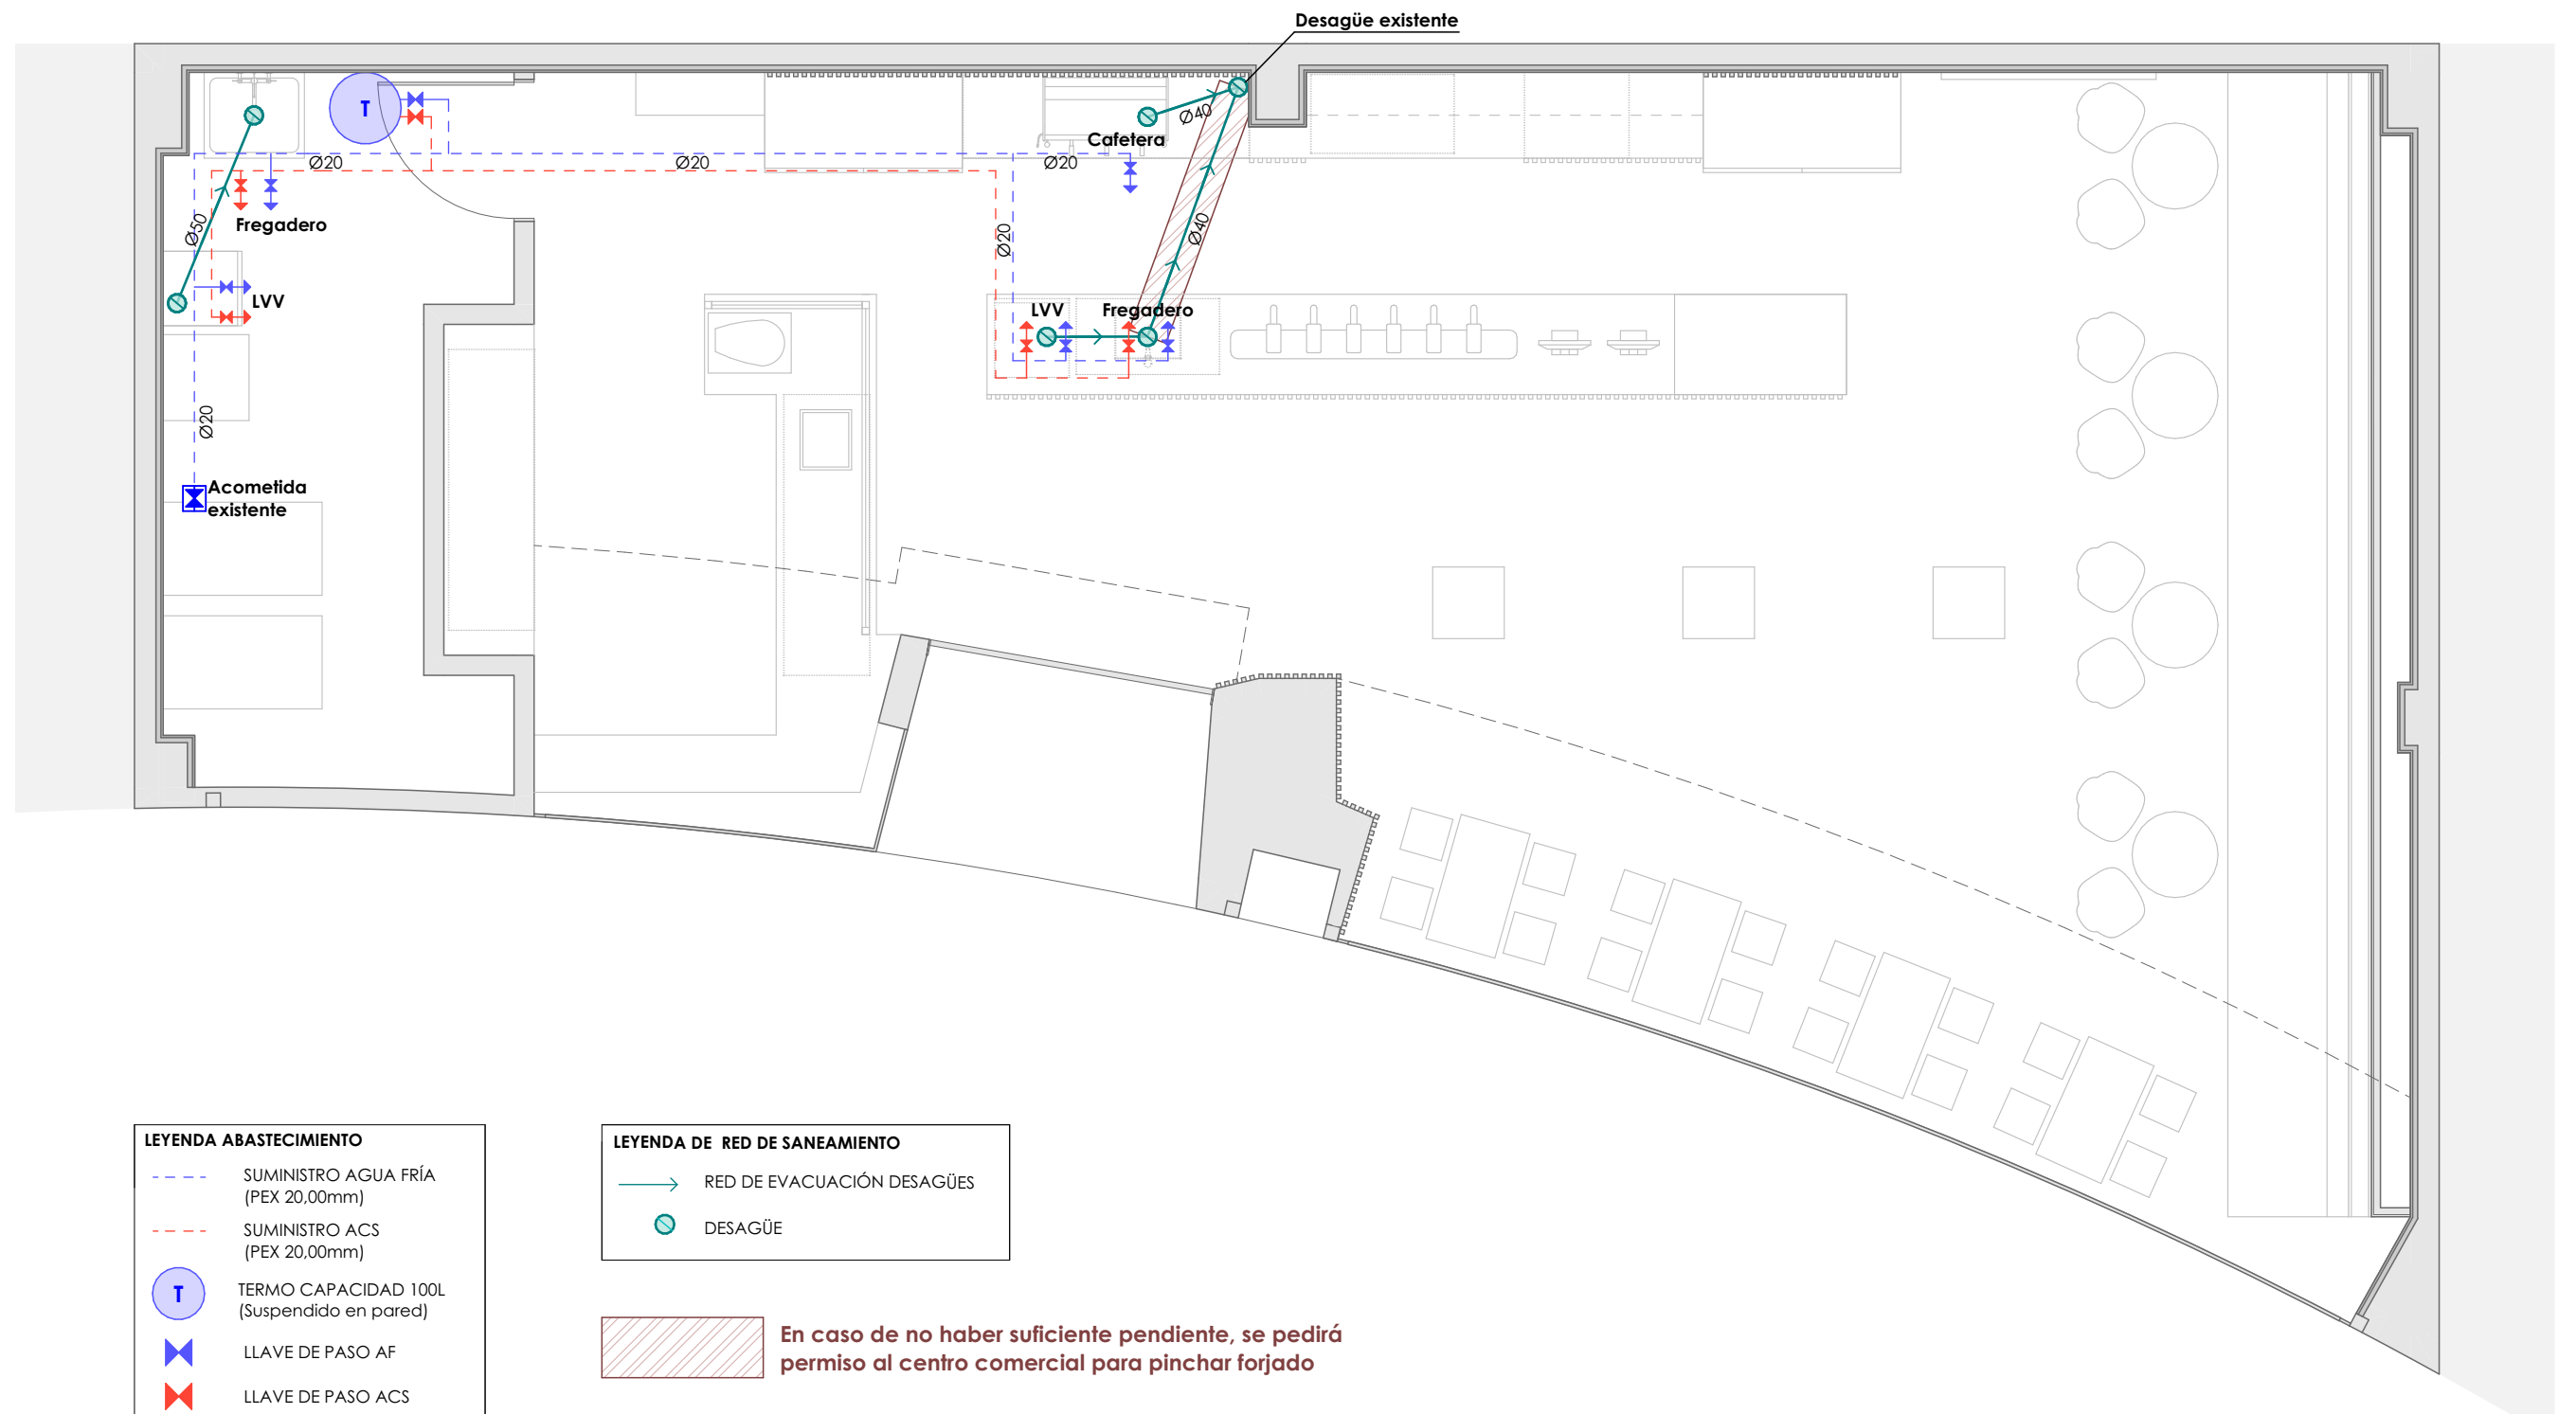 Desagüe existente
T
Ø40
Cafetera
Ø20
Ø20
Ø20
Ø50
Fregadero
Ø20
Ø40
LVV
LVV
Fregadero
Ø20
Acometida
existente
LEYENDA ABASTECIMIENTO
SUMINISTRO AGUA FRÍA
(PEX 20,00mm)
SUMINISTRO ACS
(PEX 20,00mm)
T
TERMO CAPACIDAD 100L
(Suspendido en pared)
LLAVE DE PASO AF
LLAVE DE PASO ACS
LEYENDA DE RED DE SANEAMIENTO
RED DE EVACUACIÓN DESAGÜES
DESAGÜE
En caso de no haber suficiente pendiente, se pedirá
permiso al centro comercial para pinchar forjado